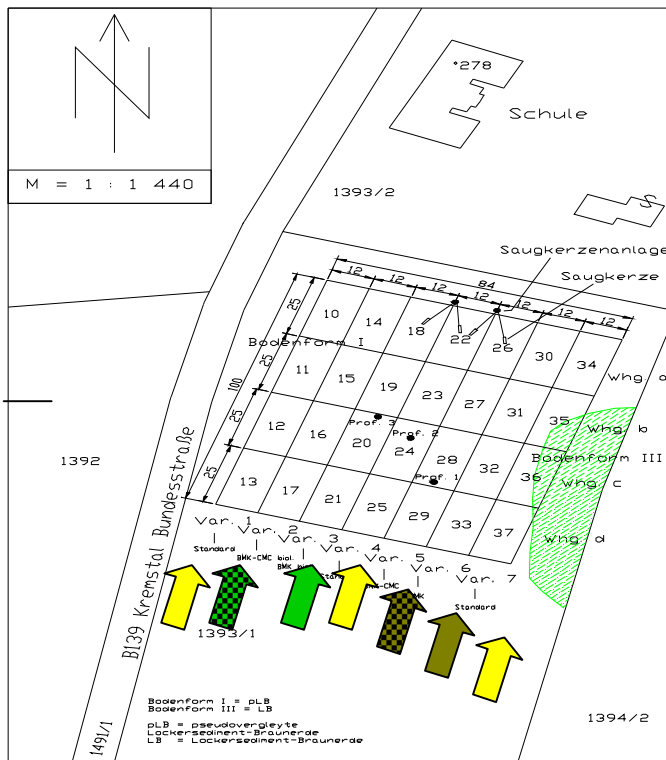 278
Schule
M = 1 : 1 440
1393/2
S
Saugkerzenanlage
Saugkerze
84
12 12 12 12 12 12 12
100
25 25 25 25
10 14 18 22 26 30 34
Bodenform I
Whg a
11 15 19 23 27 31 35
Whg b
Prof. 3
Prof. 2
12 16 20 24 28 32 36
Bodenform III
Whg c
Prof. 1
13 17 21 25 29 33 37
Whg d
1392
B139 Kremstal Bundesstraße
Var. 1
Standard
Var. 2
BMK-CMC biol.
Var. 3
Var. 4
Var. 5
Var. 6
Var. 7
Standard
1393/1
1394/2
1491/1
Bodenform I = pLB
Bodenform III = LB
pLB = pseudovergleyte
Lockersediment-Braunerde
LB = Lockersediment-Braunerde